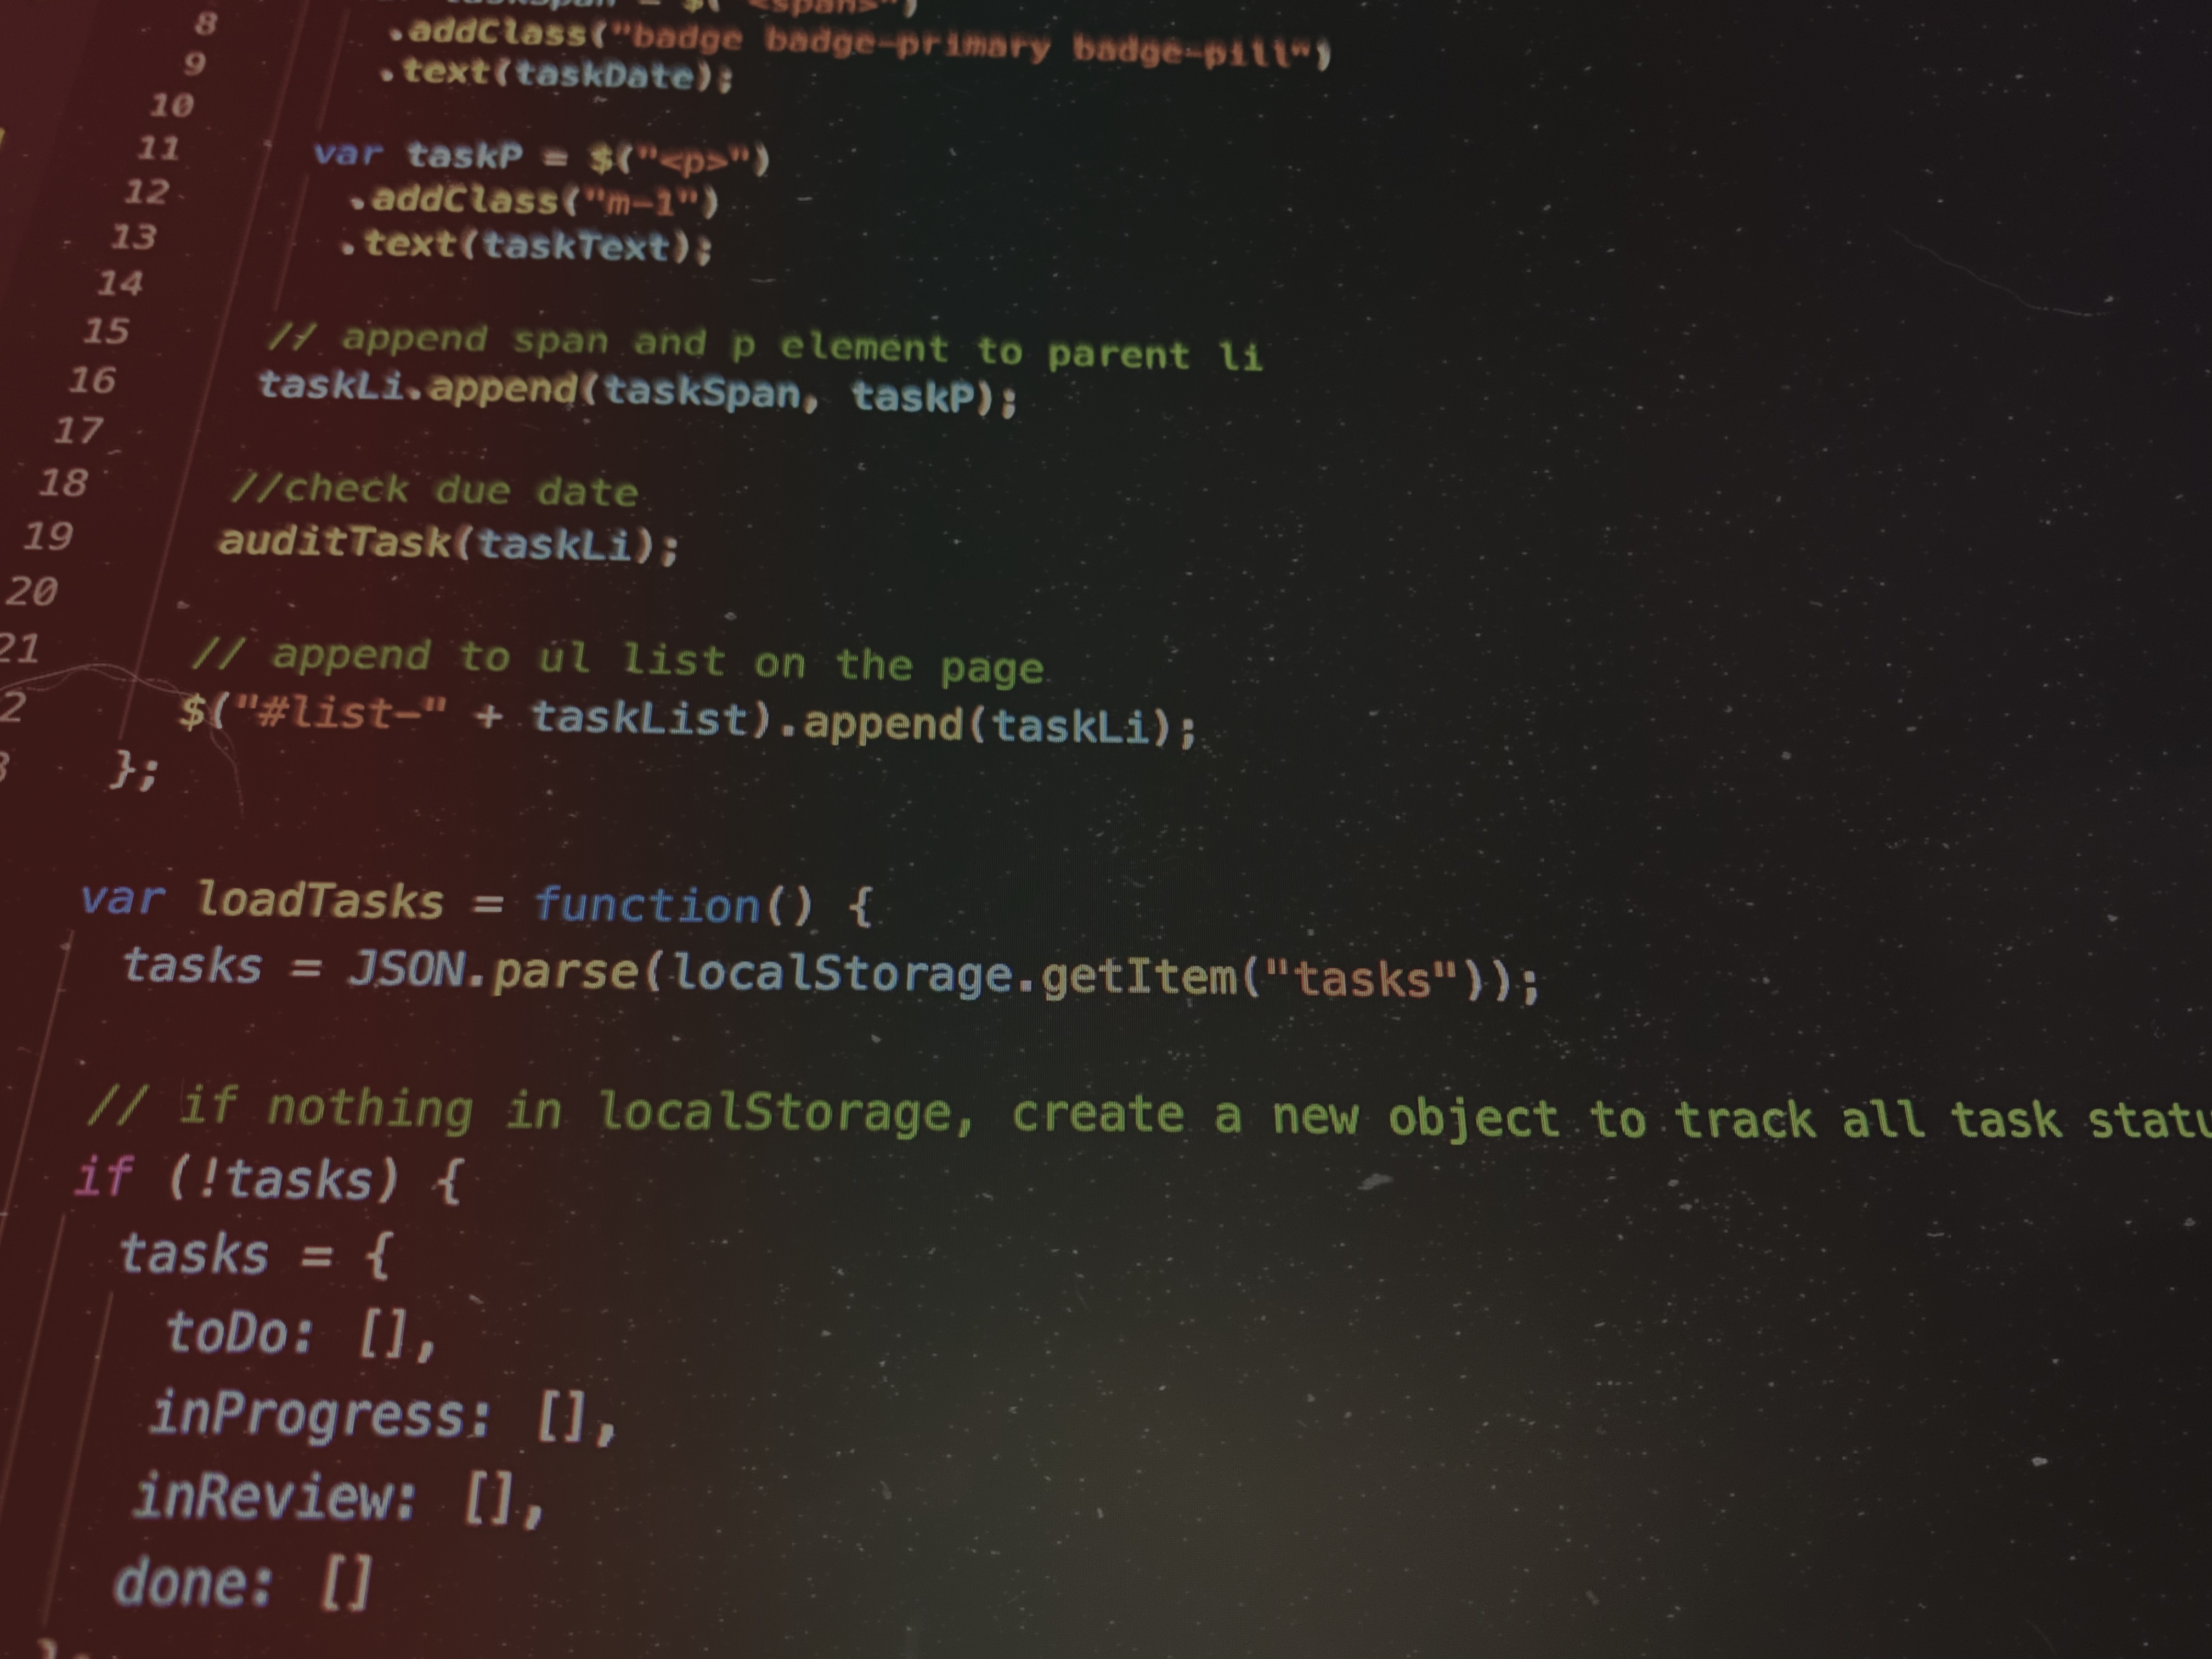 taskSpan = $("<span>")
8 .addClass("badge badge-primary badge-pill")
9 .text(taskDate);
10
11 var taskP = $("<p>")
12 .addClass("m-1")
13 .text(taskText);
14
15 // append span and p element to parent li
16 taskLi.append(taskSpan, taskP);
17
18 //check due date
19 auditTask(taskLi);
20
21 // append to ul list on the page
2 $("#list-" + taskList).append(taskLi);
3 };
var loadTasks = function() {
tasks = JSON.parse(localStorage.getItem("tasks"));
// if nothing in localStorage, create a new object to track all task statu
if (!tasks) {
tasks = {
toDo: [],
inProgress: [],
inReview: [],
done: []